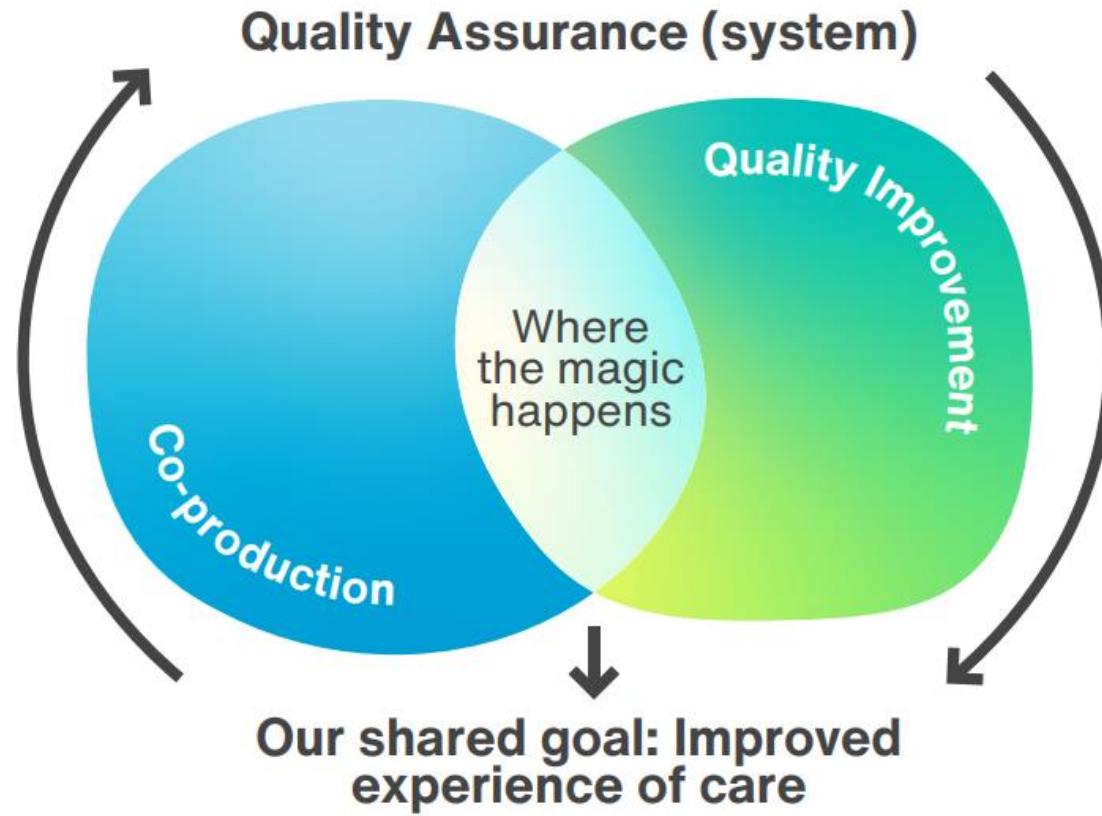 Quality Assurance (system)
Quality Improvement
Where
the magic
happens
Co-production
Our shared goal: Improved
experience of care